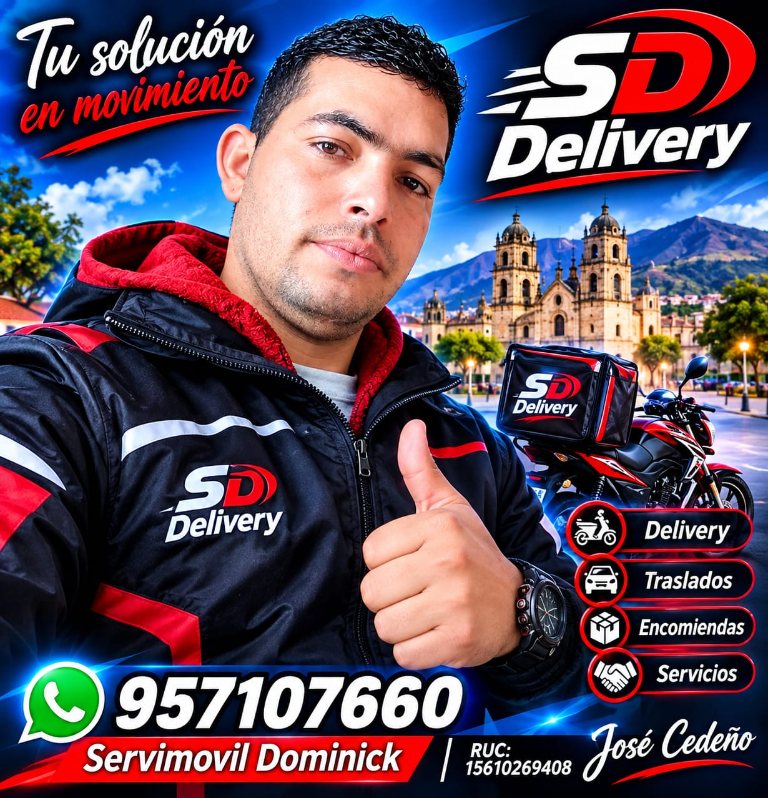 Tu solución
en movimiento
SD
Delivery
SD
Delivery
SD
Delivery
Delivery
Traslados
Encomiendas
Servicios
957107660
Servimovil Dominick
RUC:
15610269408
José Cedeño